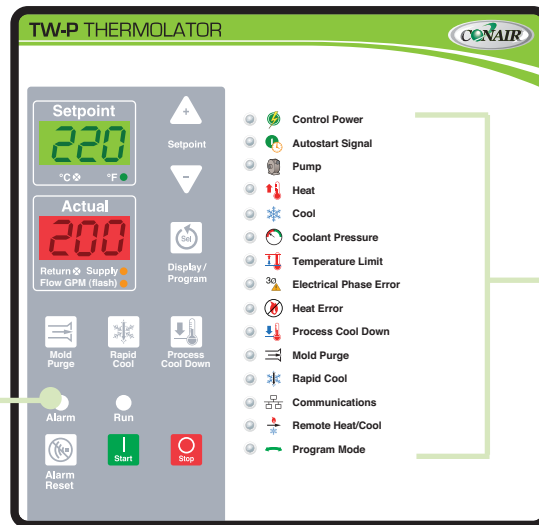 TW-P THERMOLATOR
CONAIR
Setpoint
220
°C °F
Actual
200
Return Supply
Flow GPM (flash)
+
Setpoint
−
Set
Display/
Program
Mold
Purge
Rapid
Cool
Process
Cool Down
Alarm
Run
Alarm
Reset
Start
Stop
Control Power
Autostart Signal
Pump
Heat
Cool
Coolant Pressure
Temperature Limit
3Ø Electrical Phase Error
Heat Error
Process Cool Down
Mold Purge
Rapid Cool
Communications
Remote Heat/Cool
Program Mode